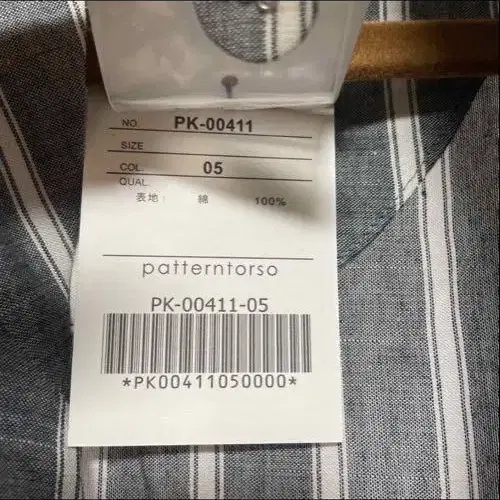 NO. PK-00411
SIZE
COL. 05
QUAL.
表地: 綿 100%
patterntorso
PK-00411-05
*PK00411050000*